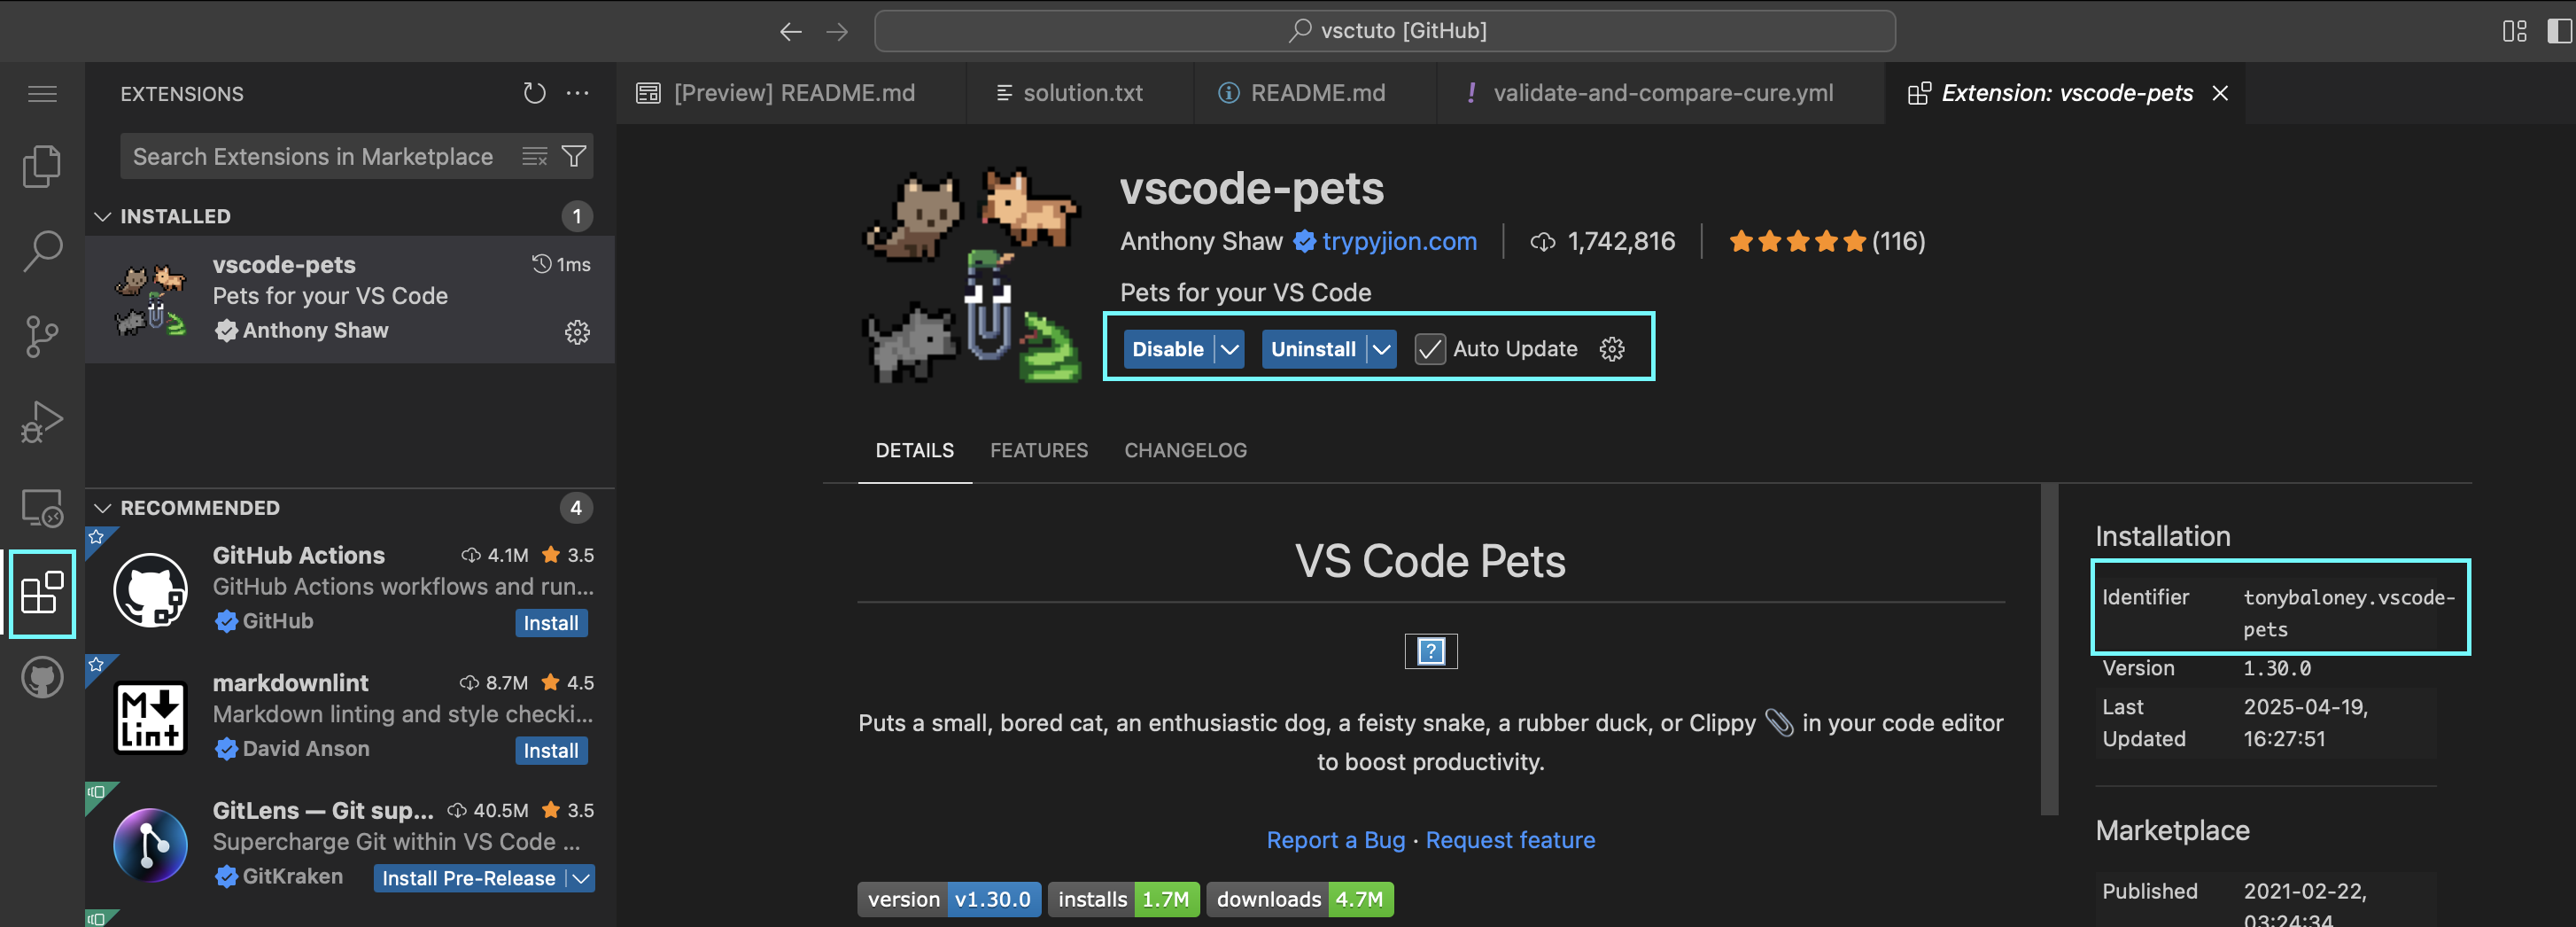 vsctuto [GitHub]
EXTENSIONS
Search Extensions in Marketplace
INSTALLED
1
vscode-pets
1ms
Pets for your VS Code
Anthony Shaw
RECOMMENDED
4
GitHub Actions
4.1M
3.5
GitHub Actions workflows and run...
GitHub
Install
markdownlint
8.7M
4.5
M
Lint
Markdown linting and style checki...
David Anson
Install
GitLens — Git sup...
40.5M
3.5
Supercharge Git within VS Code ...
GitKraken
Install Pre-Release
[Preview] README.md
solution.txt
README.md
! validate-and-compare-cure.yml
Extension: vscode-pets
vscode-pets
Anthony Shaw
trypyjion.com
1,742,816
(116)
Pets for your VS Code
Disable
Uninstall
Auto Update
DETAILS
FEATURES
CHANGELOG
VS Code Pets
?
Puts a small, bored cat, an enthusiastic dog, a feisty snake, a rubber duck, or Clippy 📎 in your code editor
to boost productivity.
Report a Bug · Request feature
version v1.30.0
installs 1.7M
downloads 4.7M
Installation
Identifier
tonybaloney.vscode-
pets
Version
1.30.0
Last
Updated
2025-04-19,
16:27:51
Marketplace
Published
2021-02-22,
03:24:34